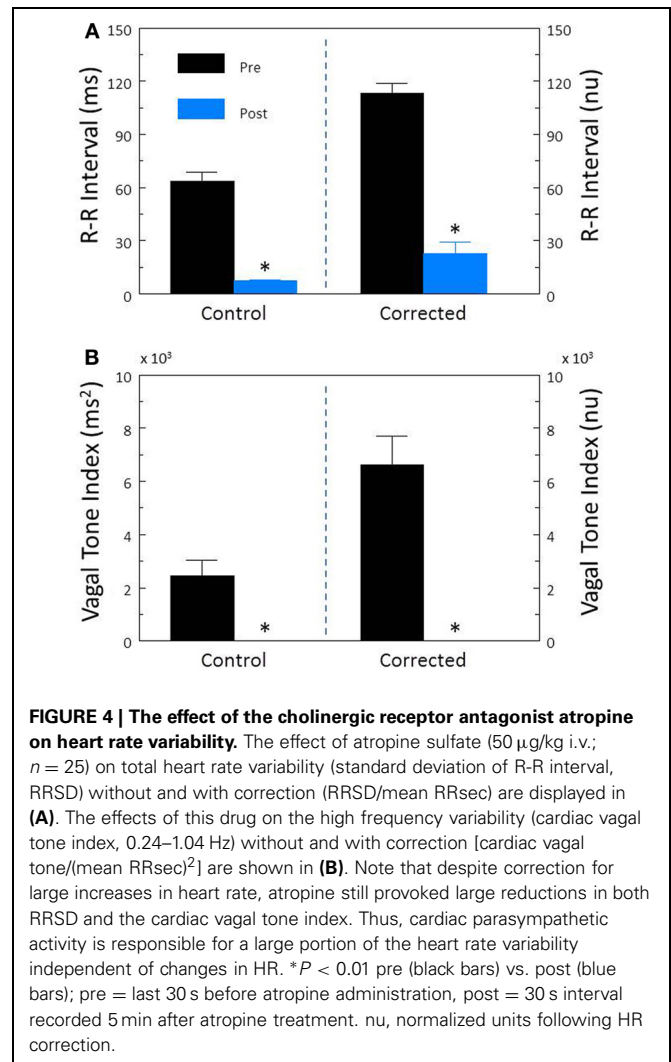 A
150
120
90
60
30
0
R-R Interval (ms)
Pre
Post
*
*
150
120
90
60
30
0
R-R Interval (nu)
Control
Corrected
B
x 10³
10
8
6
4
2
0
Vagal Tone Index (ms²)
*
*
x 10³
10
8
6
4
2
0
Vagal Tone Index (nu)
Control
Corrected
FIGURE 4 | The effect of the cholinergic receptor antagonist atropine
on heart rate variability. The effect of atropine sulfate (50 μg/kg i.v.;
n = 25) on total heart rate variability (standard deviation of R-R interval,
RRSD) without and with correction (RRSD/mean RRsec) are displayed in
(A). The effects of this drug on the high frequency variability (cardiac vagal
tone index, 0.24–1.04 Hz) without and with correction [cardiac vagal
tone/(mean RRsec)²] are shown in (B). Note that despite correction for
large increases in heart rate, atropine still provoked large reductions in both
RRSD and the cardiac vagal tone index. Thus, cardiac parasympathetic
activity is responsible for a large portion of the heart rate variability
independent of changes in HR. *P < 0.01 pre (black bars) vs. post (blue
bars); pre = last 30 s before atropine administration, post = 30 s interval
recorded 5 min after atropine treatment. nu, normalized units following HR
correction.